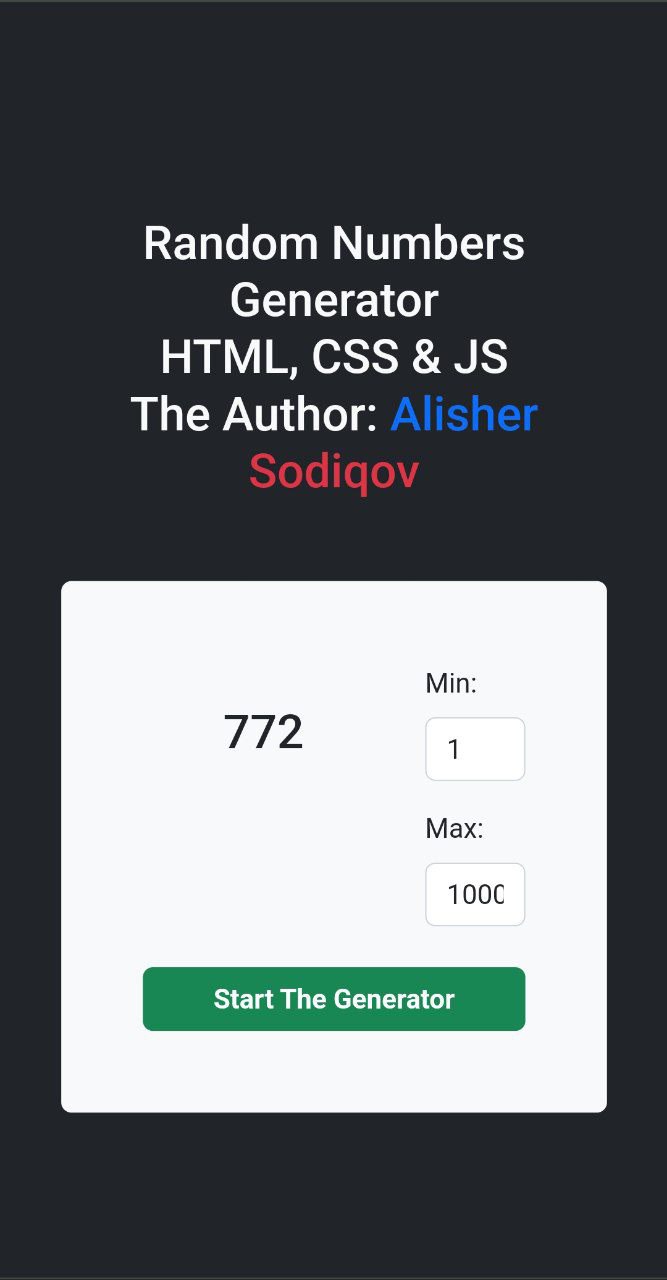 Random Numbers
Generator
HTML, CSS & JS
The Author: Alisher
Sodiqov
Min:
772
1
Max:
1000
Start The Generator